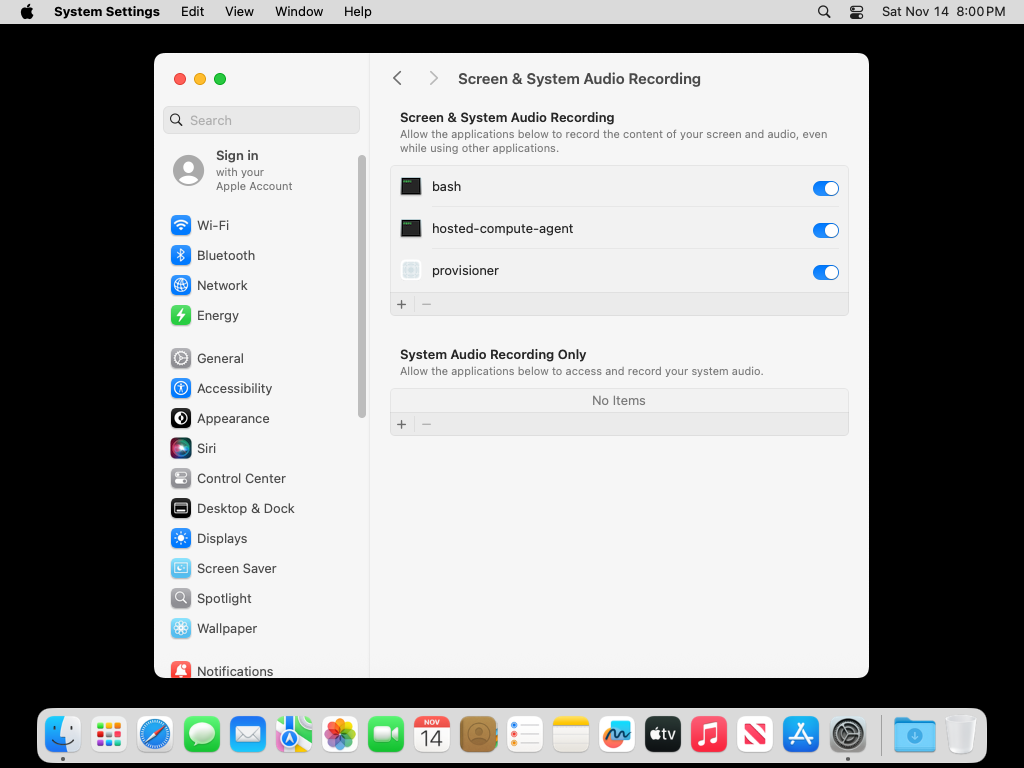 System Settings Edit View Window Help Sat Nov 14 8:00 PM
Search
Sign in
with your
Apple Account
Wi-Fi
Bluetooth
Network
Energy
General
Accessibility
Appearance
Siri
Control Center
Desktop & Dock
Displays
Screen Saver
Spotlight
Wallpaper
Notifications
Screen & System Audio Recording
Screen & System Audio Recording
Allow the applications below to record the content of your screen and audio, even
while using other applications.
bash
hosted-compute-agent
provisioner
+ −
System Audio Recording Only
Allow the applications below to access and record your system audio.
No Items
+ −
NOV
14
tv